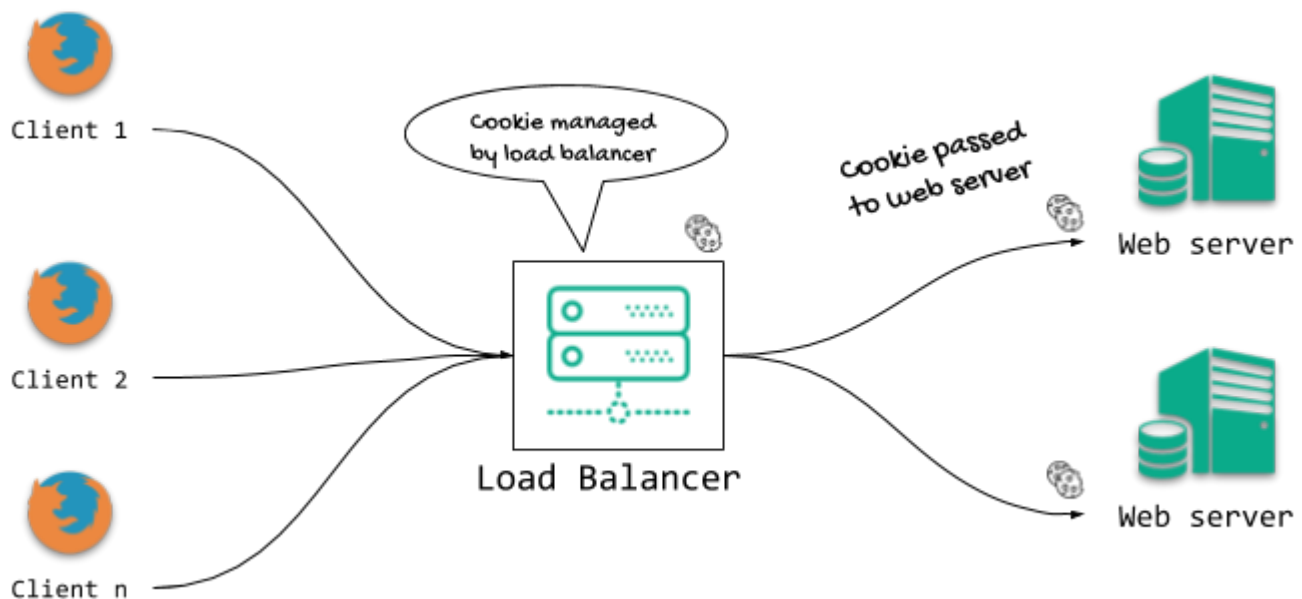 Client 1
Cookie managed
by load balancer
Cookie passed
to web server
Web server
Client 2
Load Balancer
Web server
Client n